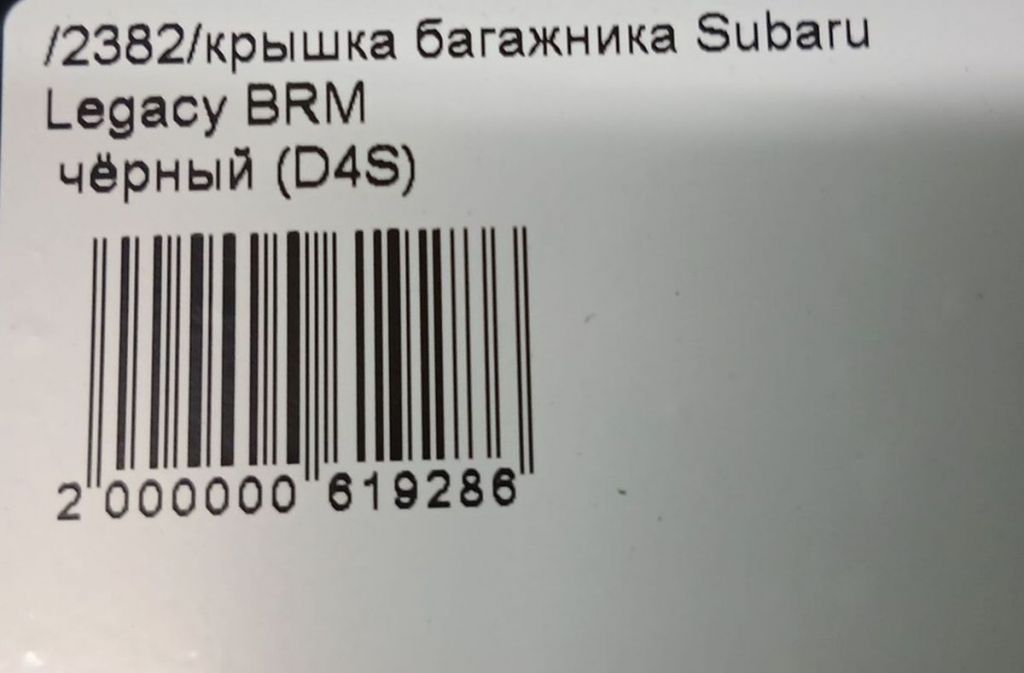 /2382/крышка багажника Subaru
Legacy BRM
чёрный (D4S)
2 000000 619286